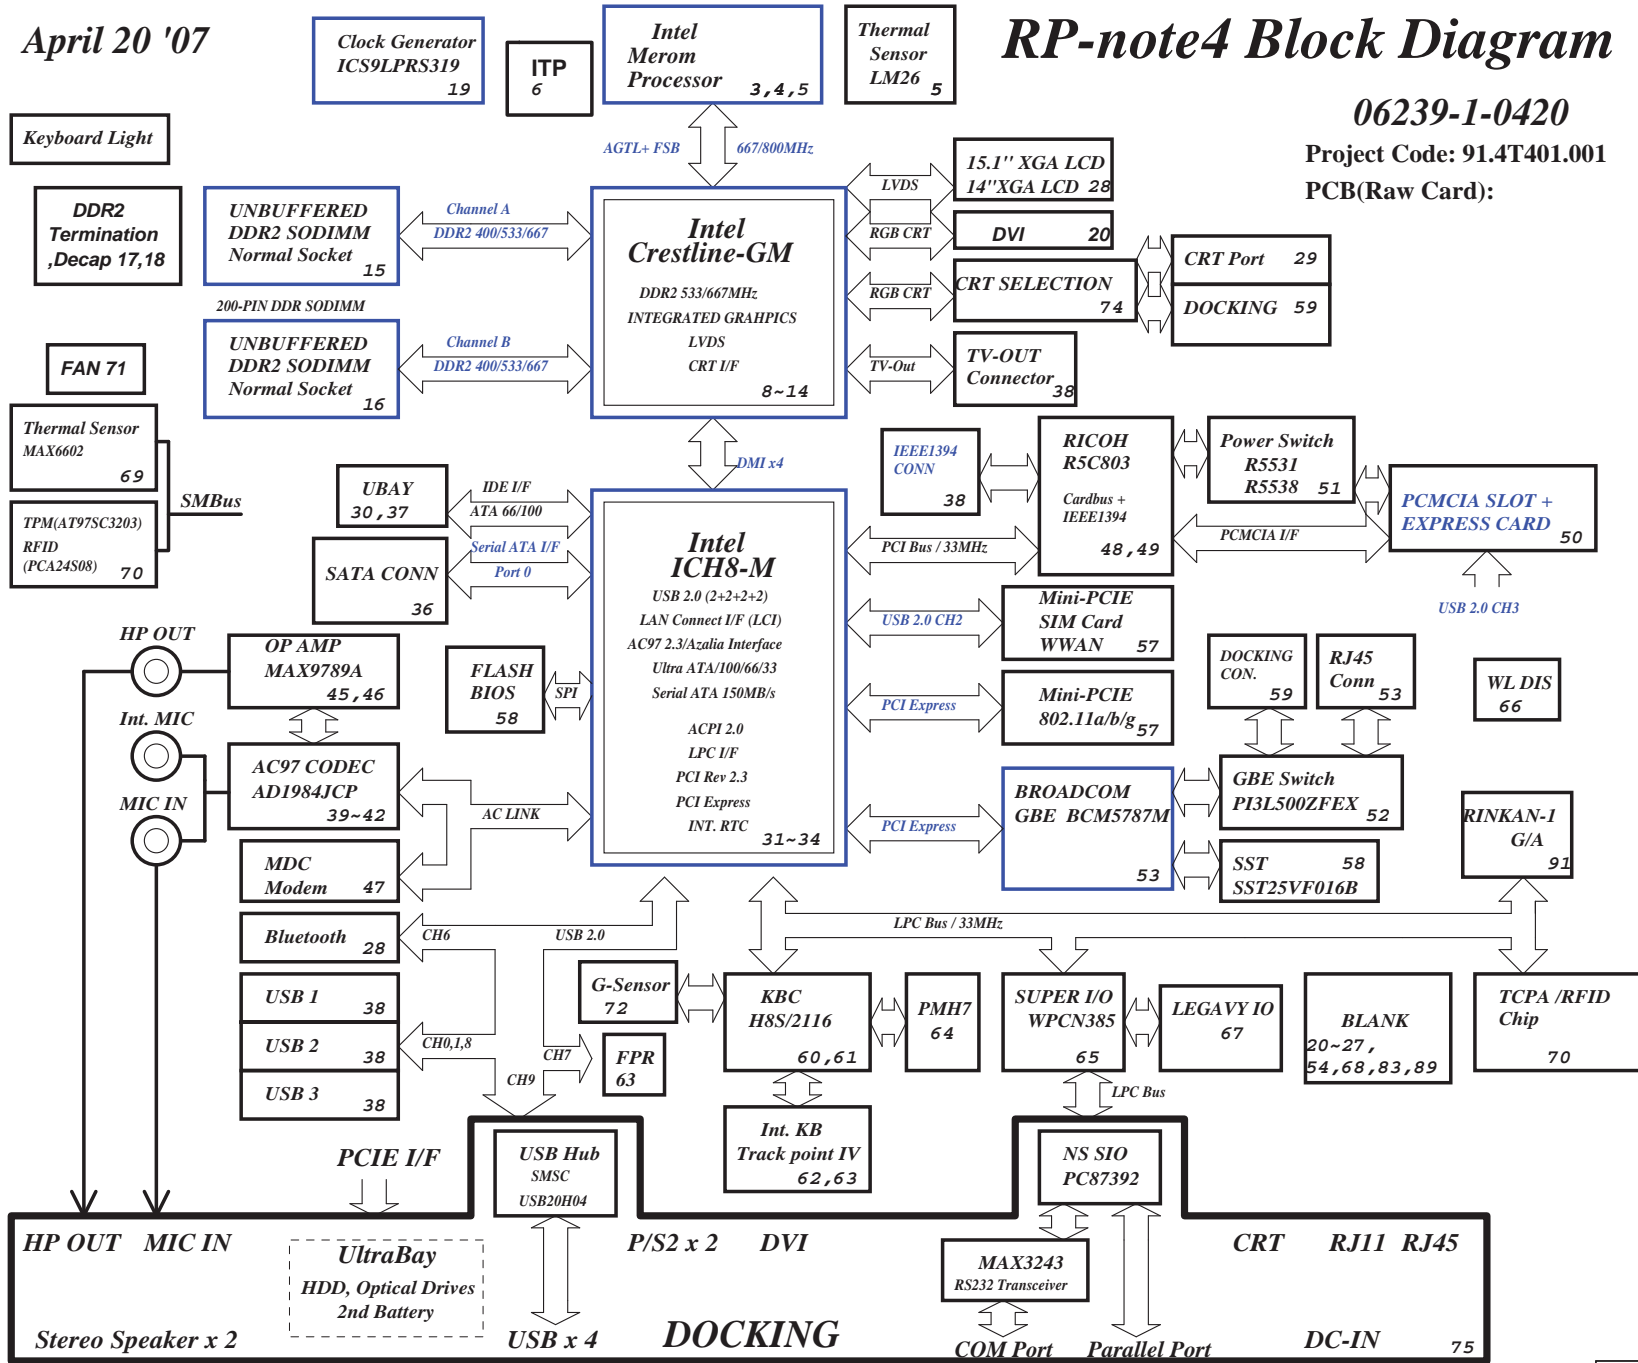 April 20 '07
RP-note4 Block Diagram
06239-1-0420
Project Code: 91.4T401.001
PCB(Raw Card):
Clock Generator
ICS9LPRS319
19
ITP
6
Intel
Merom
Processor
3,4,5
Thermal
Sensor
LM26
5
Keyboard Light
AGTL+ FSB
667/800MHz
DDR2
Termination
,Decap 17,18
UNBUFFERED
DDR2 SODIMM
Normal Socket
15
Channel A
DDR2 400/533/667
200-PIN DDR SODIMM
UNBUFFERED
DDR2 SODIMM
Normal Socket
16
Channel B
DDR2 400/533/667
Intel
Crestline-GM
DDR2 533/667MHz
INTEGRATED GRAHPICS
LVDS
CRT I/F
8~14
LVDS
15.1" XGA LCD
14"XGA LCD 28
RGB CRT
DVI 20
RGB CRT
CRT SELECTION
74
CRT Port 29
DOCKING 59
TV-Out
TV-OUT
Connector
38
FAN 71
Thermal Sensor
MAX6602
69
TPM(AT97SC3203)
RFID
(PCA24S08)
70
SMBus
DMI x4
UBAY
30,37
IDE I/F
ATA 66/100
SATA CONN
36
Serial ATA I/F
Port 0
Intel
ICH8-M
USB 2.0 (2+2+2+2)
LAN Connect I/F (LCI)
AC97 2.3/Azalia Interface
Ultra ATA/100/66/33
Serial ATA 150MB/s
ACPI 2.0
LPC I/F
PCI Rev 2.3
PCI Express
INT. RTC
31~34
IEEE1394
CONN
38
RICOH
R5C803
Cardbus +
IEEE1394
48,49
Power Switch
R5531
R5538
51
PCMCIA SLOT +
EXPRESS CARD
50
PCI Bus / 33MHz
PCMCIA I/F
USB 2.0 CH3
USB 2.0 CH2
Mini-PCIE
SIM Card
WWAN
57
PCI Express
Mini-PCIE
802.11a/b/g
57
HP OUT
OP AMP
MAX9789A
45,46
FLASH
BIOS
58
SPI
Int. MIC
MIC IN
AC97 CODEC
AD1984JCP
39~42
AC LINK
MDC
Modem
47
DOCKING
CON.
59
RJ45
Conn
53
WL DIS
66
PCI Express
BROADCOM
GBE BCM5787M
53
GBE Switch
PI3L500ZFEX
52
SST 58
SST25VF016B
RINKAN-1
G/A
91
Bluetooth
28
CH6
USB 2.0
LPC Bus / 33MHz
USB 1
38
USB 2
38
USB 3
38
CH0,1,8
CH7
CH9
G-Sensor
72
FPR
63
KBC
H8S/2116
60,61
PMH7
64
SUPER I/O
WPCN385
65
LEGAVY IO
67
BLANK
20~27,
54,68,83,89
TCPA /RFID
Chip
70
LPC Bus
Int. KB
Track point IV
62,63
PCIE I/F
USB Hub
SMSC
USB20H04
NS SIO
PC87392
HP OUT MIC IN
UltraBay
HDD, Optical Drives
2nd Battery
P/S2 x 2 DVI
MAX3243
RS232 Transceiver
CRT RJ11 RJ45
Stereo Speaker x 2
USB x 4
DOCKING
COM Port
Parallel Port
DC-IN
75